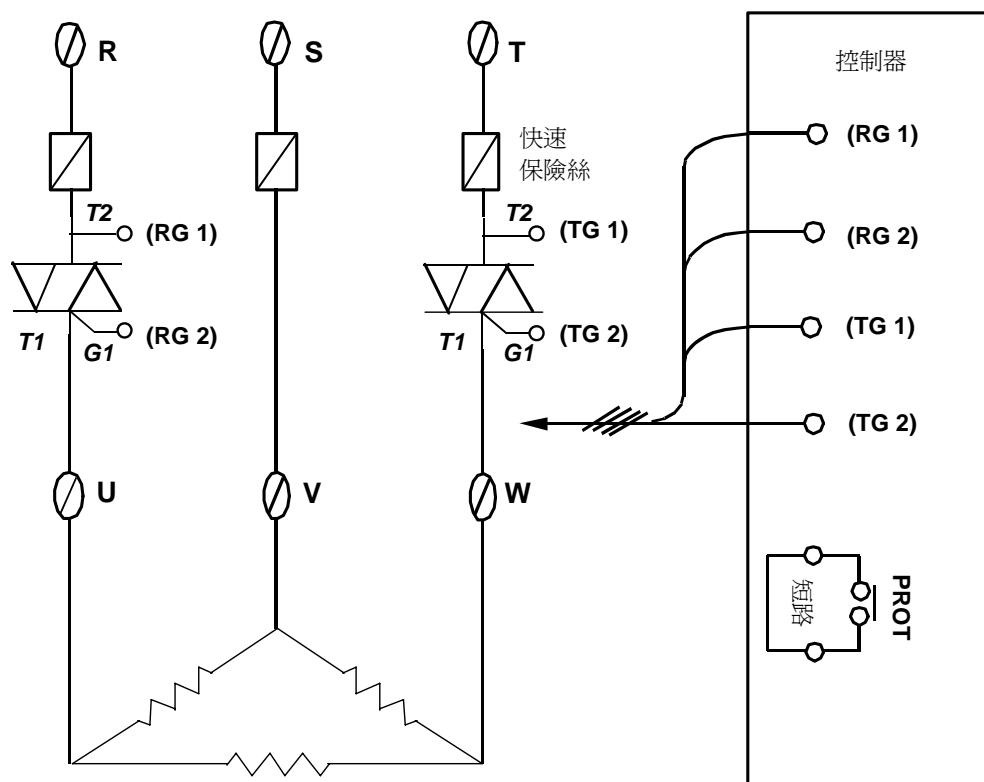 R
S
T
控制器
快速
保險絲
(RG 1)
T2
(RG 1)
T2
(TG 1)
(RG 2)
T1
G1
(RG 2)
T1
G1
(TG 2)
(TG 1)
(TG 2)
U
V
W
短路
PROT